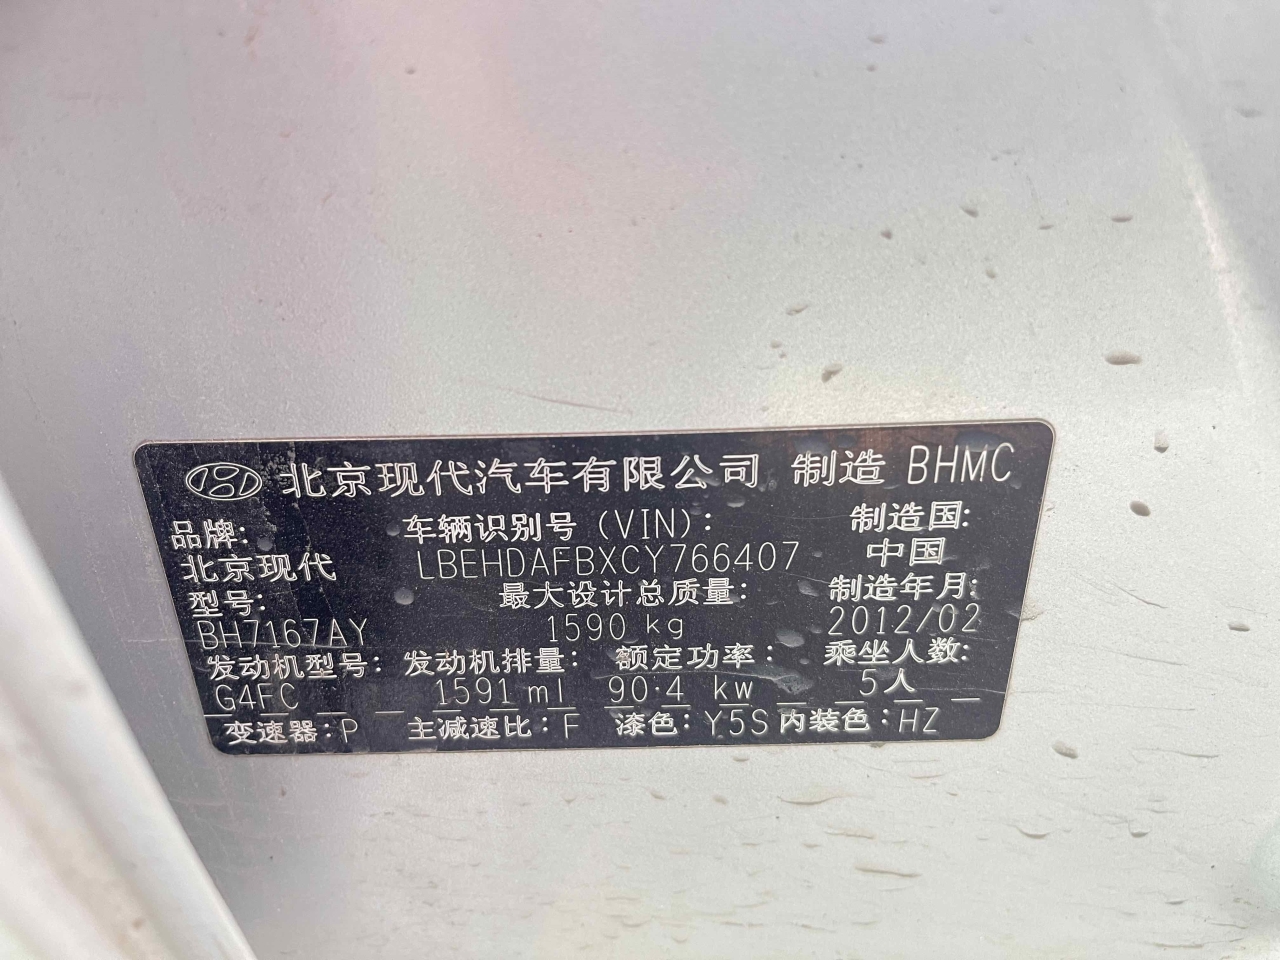 北京现代汽车有限公司 制造 BHMC
品牌: 车辆识别号(VIN): 制造国:
北京现代 LBEHDAFBXCY766407 中国
型号: 最大设计总质量: 制造年月:
BH7167AY 1590 kg 2012/02
发动机型号: 发动机排量: 额定功率: 乘坐人数:
G4FC 1591 ml 90.4 kw 5人
变速器:P 主减速比:F 漆色:Y5S 内装色:HZ